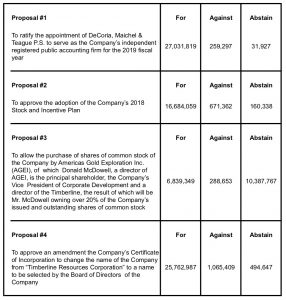 Proposal #1 For Against Abstain
To ratify the appointment of DeCoria, Maichel &
Teague P.S. to serve as the Company's independent
registered public accounting firm for the 2019 fiscal
year
27,031,819 259,297 31,927
Proposal #2 For Against Abstain
To approve the adoption of the Company's 2018
Stock and Incentive Plan
16,684,059 671,362 160,338
Proposal #3 For Against Abstain
To allow the purchase of shares of common stock of
the Company by Americas Gold Exploration Inc.
(AGEI), of which Donald McDowell, a director of
AGEI, is the principal shareholder, the Company's
Vice President of Corporate Development and a
director of the Timberline, the result of which will be
Mr. McDowell owning over 20% of the Company's
issued and outstanding shares of common stock
6,839,349 288,653 10,387,767
Proposal #4 For Against Abstain
To approve an amendment the Company's Certificate
of Incorporation to change the name of the Company
from "Timberline Resources Corporation" to a name
to be selected by the Board of Directors of the
Company
25,762,987 1,065,409 494,647